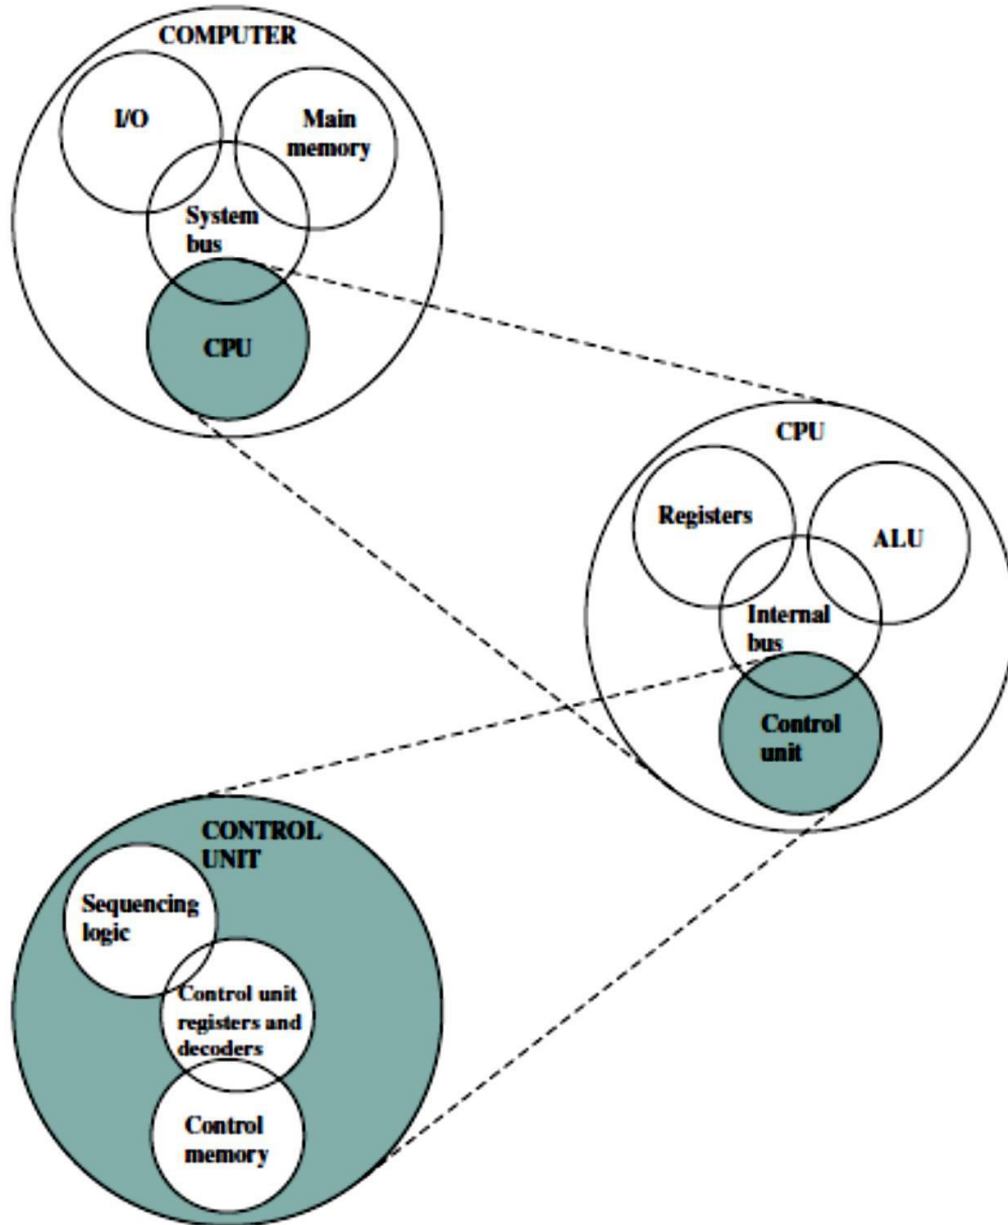 COMPUTER
I/O
Main
memory
System
bus
CPU
CPU
Registers
ALU
Internal
bus
Control
unit
CONTROL
UNIT
Sequencing
logic
Control unit
registers and
decoders
Control
memory